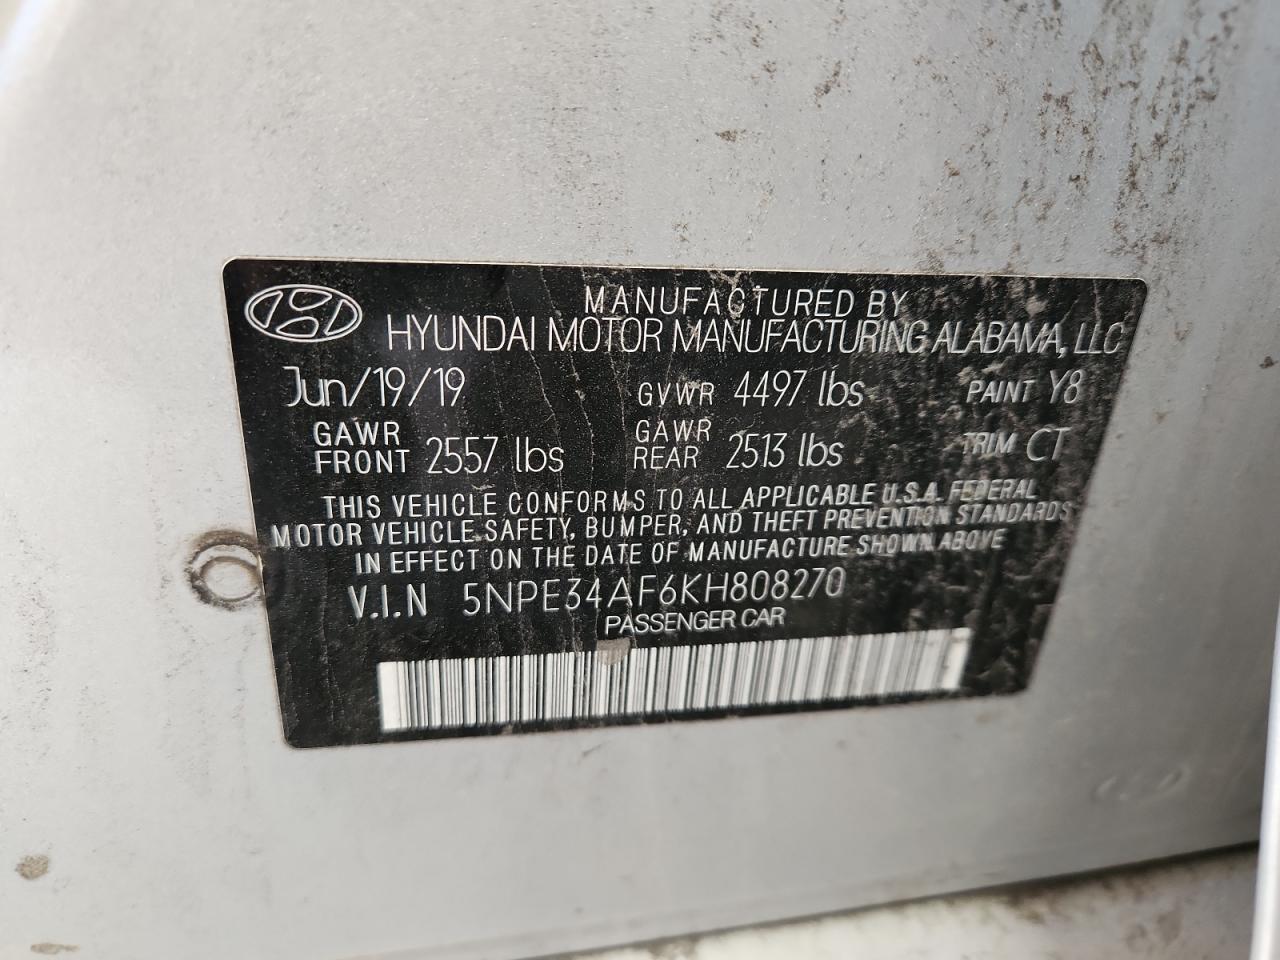 MANUFACTURED BY
HYUNDAI MOTOR MANUFACTURING ALABAMA, LLC
Jun/19/19 GVWR 4497 lbs PAINT Y8
GAWR FRONT 2557 lbs GAWR REAR 2513 lbs TRIM CT
THIS VEHICLE CONFORMS TO ALL APPLICABLE U.S.A. FEDERAL
MOTOR VEHICLE SAFETY, BUMPER, AND THEFT PREVENTION STANDARDS
IN EFFECT ON THE DATE OF MANUFACTURE SHOWN ABOVE
V.I.N 5NPE34AF6KH808270
PASSENGER CAR